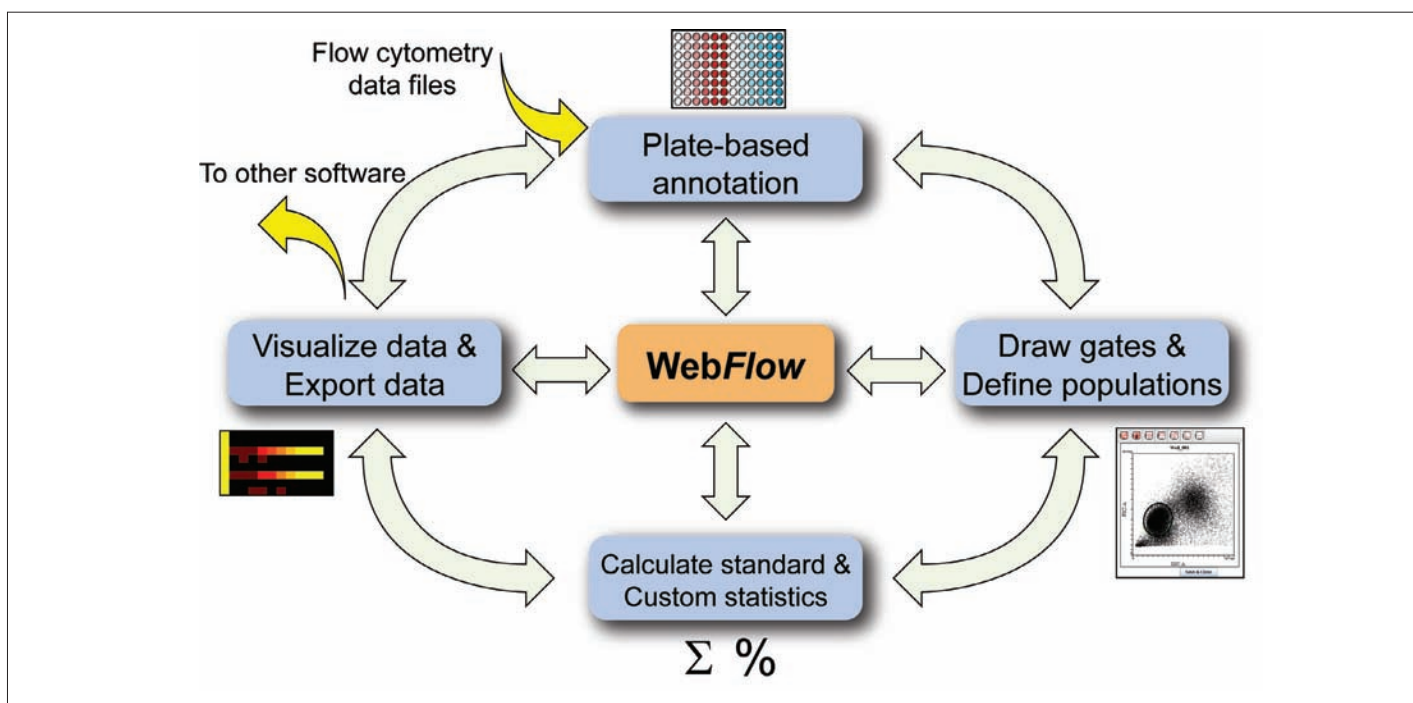 Flow cytometry
data files
Plate-based
annotation
To other software
Visualize data &
Export data
WebFlow
Draw gates &
Define populations
Calculate standard &
Custom statistics
Σ %